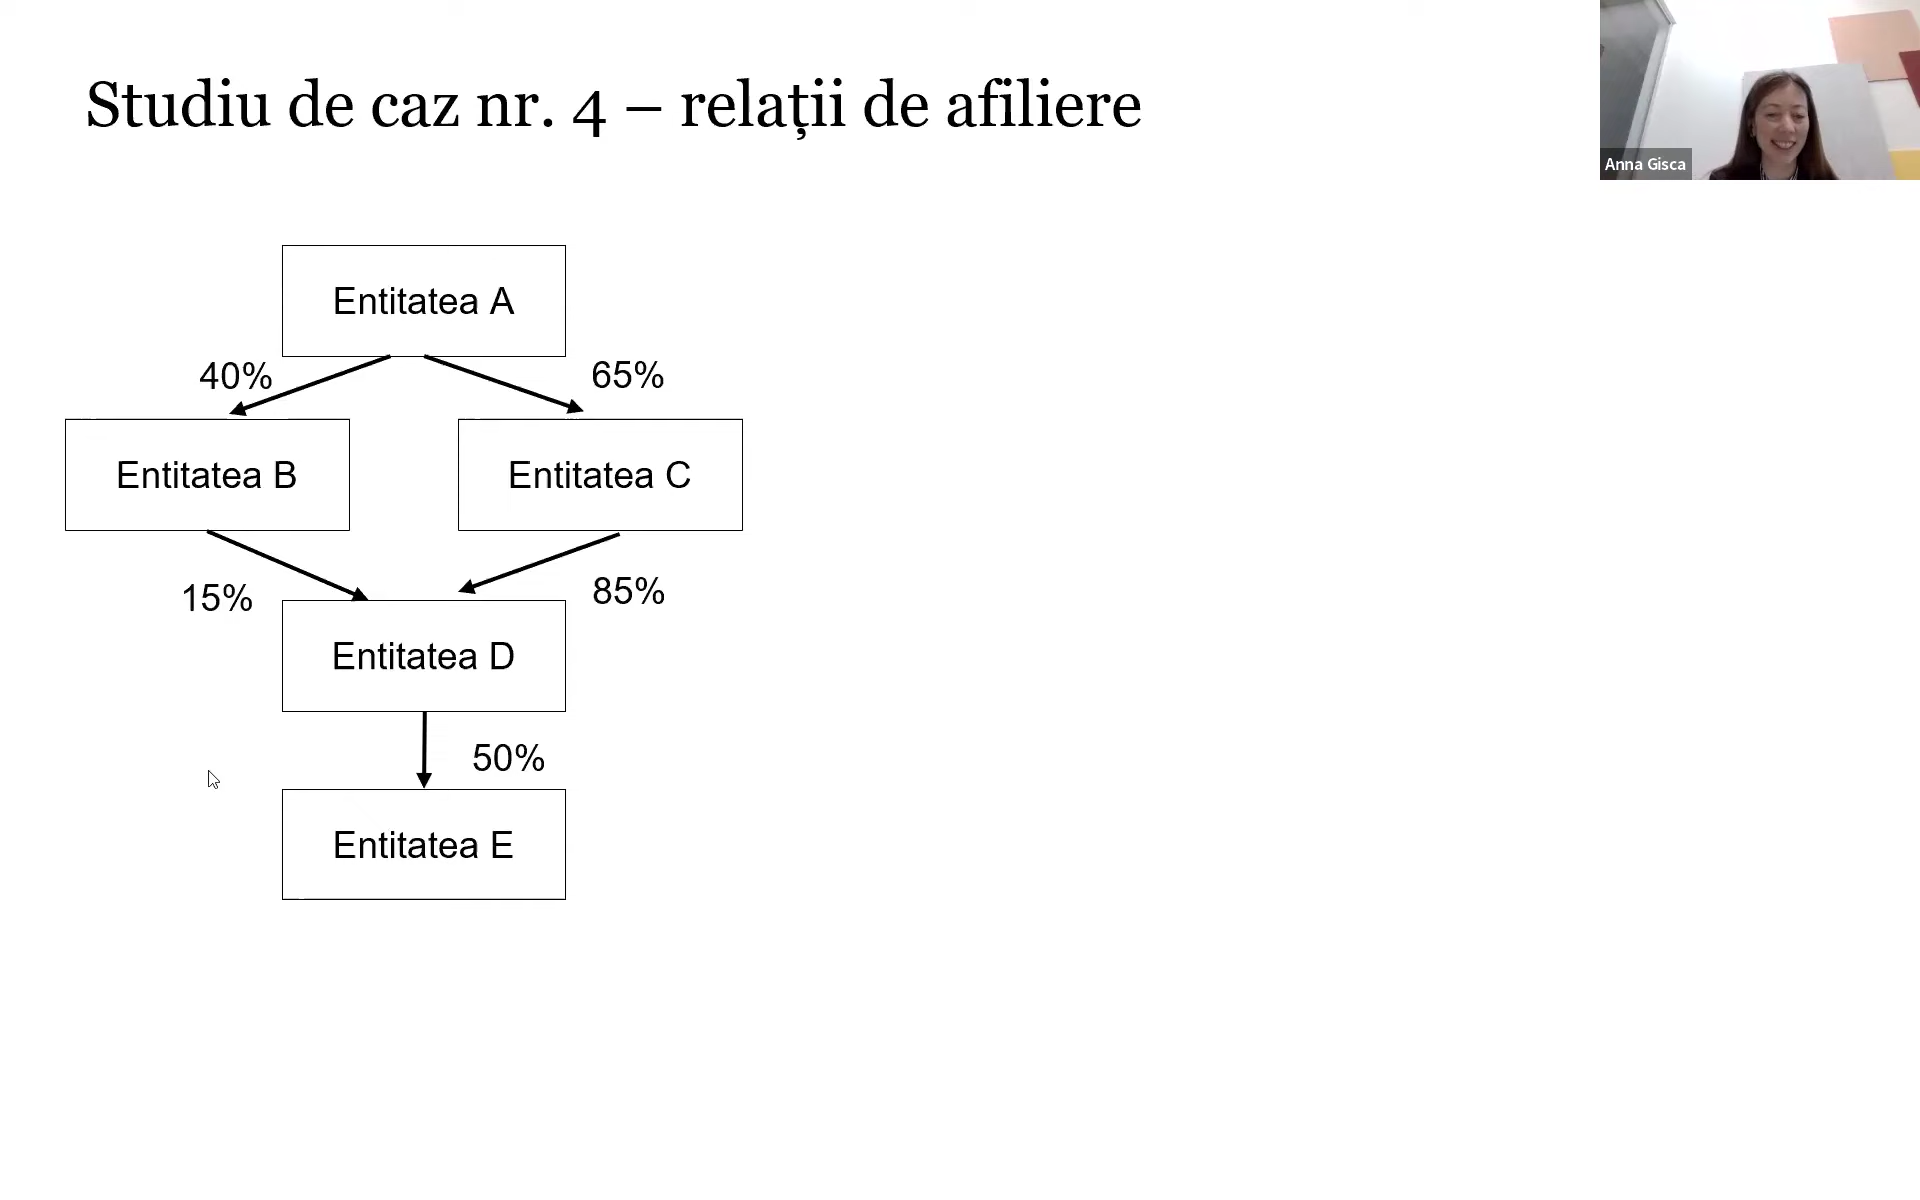 Studiu de caz nr. 4 – relații de afiliere
Anna Gisca
Entitatea A
40%
65%
Entitatea B
Entitatea C
15%
85%
Entitatea D
50%
Entitatea E